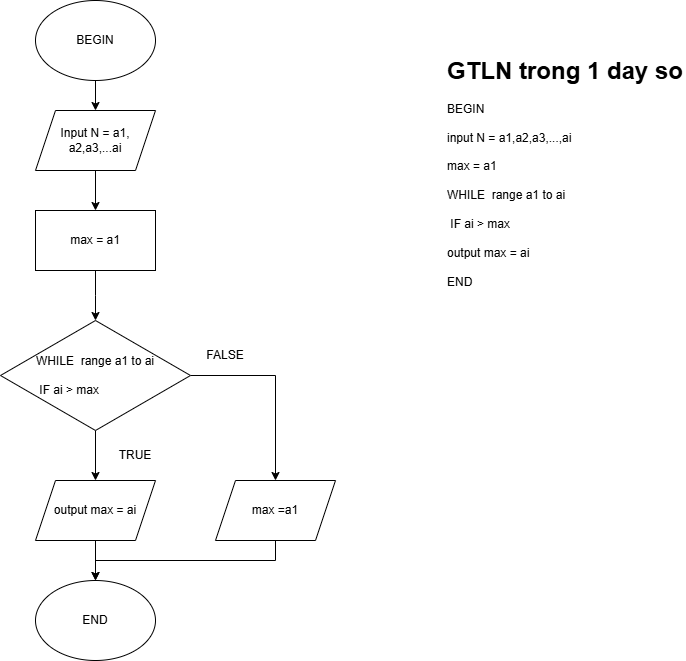 BEGIN
Input N = a1,
a2,a3,...ai
max = a1
WHILE  range a1 to ai
IF ai > max
FALSE
TRUE
output max = ai
max =a1
END
GTLN trong 1 day so
BEGIN
input N = a1,a2,a3,...,ai
max = a1
WHILE  range a1 to ai
IF ai > max
output max = ai
END